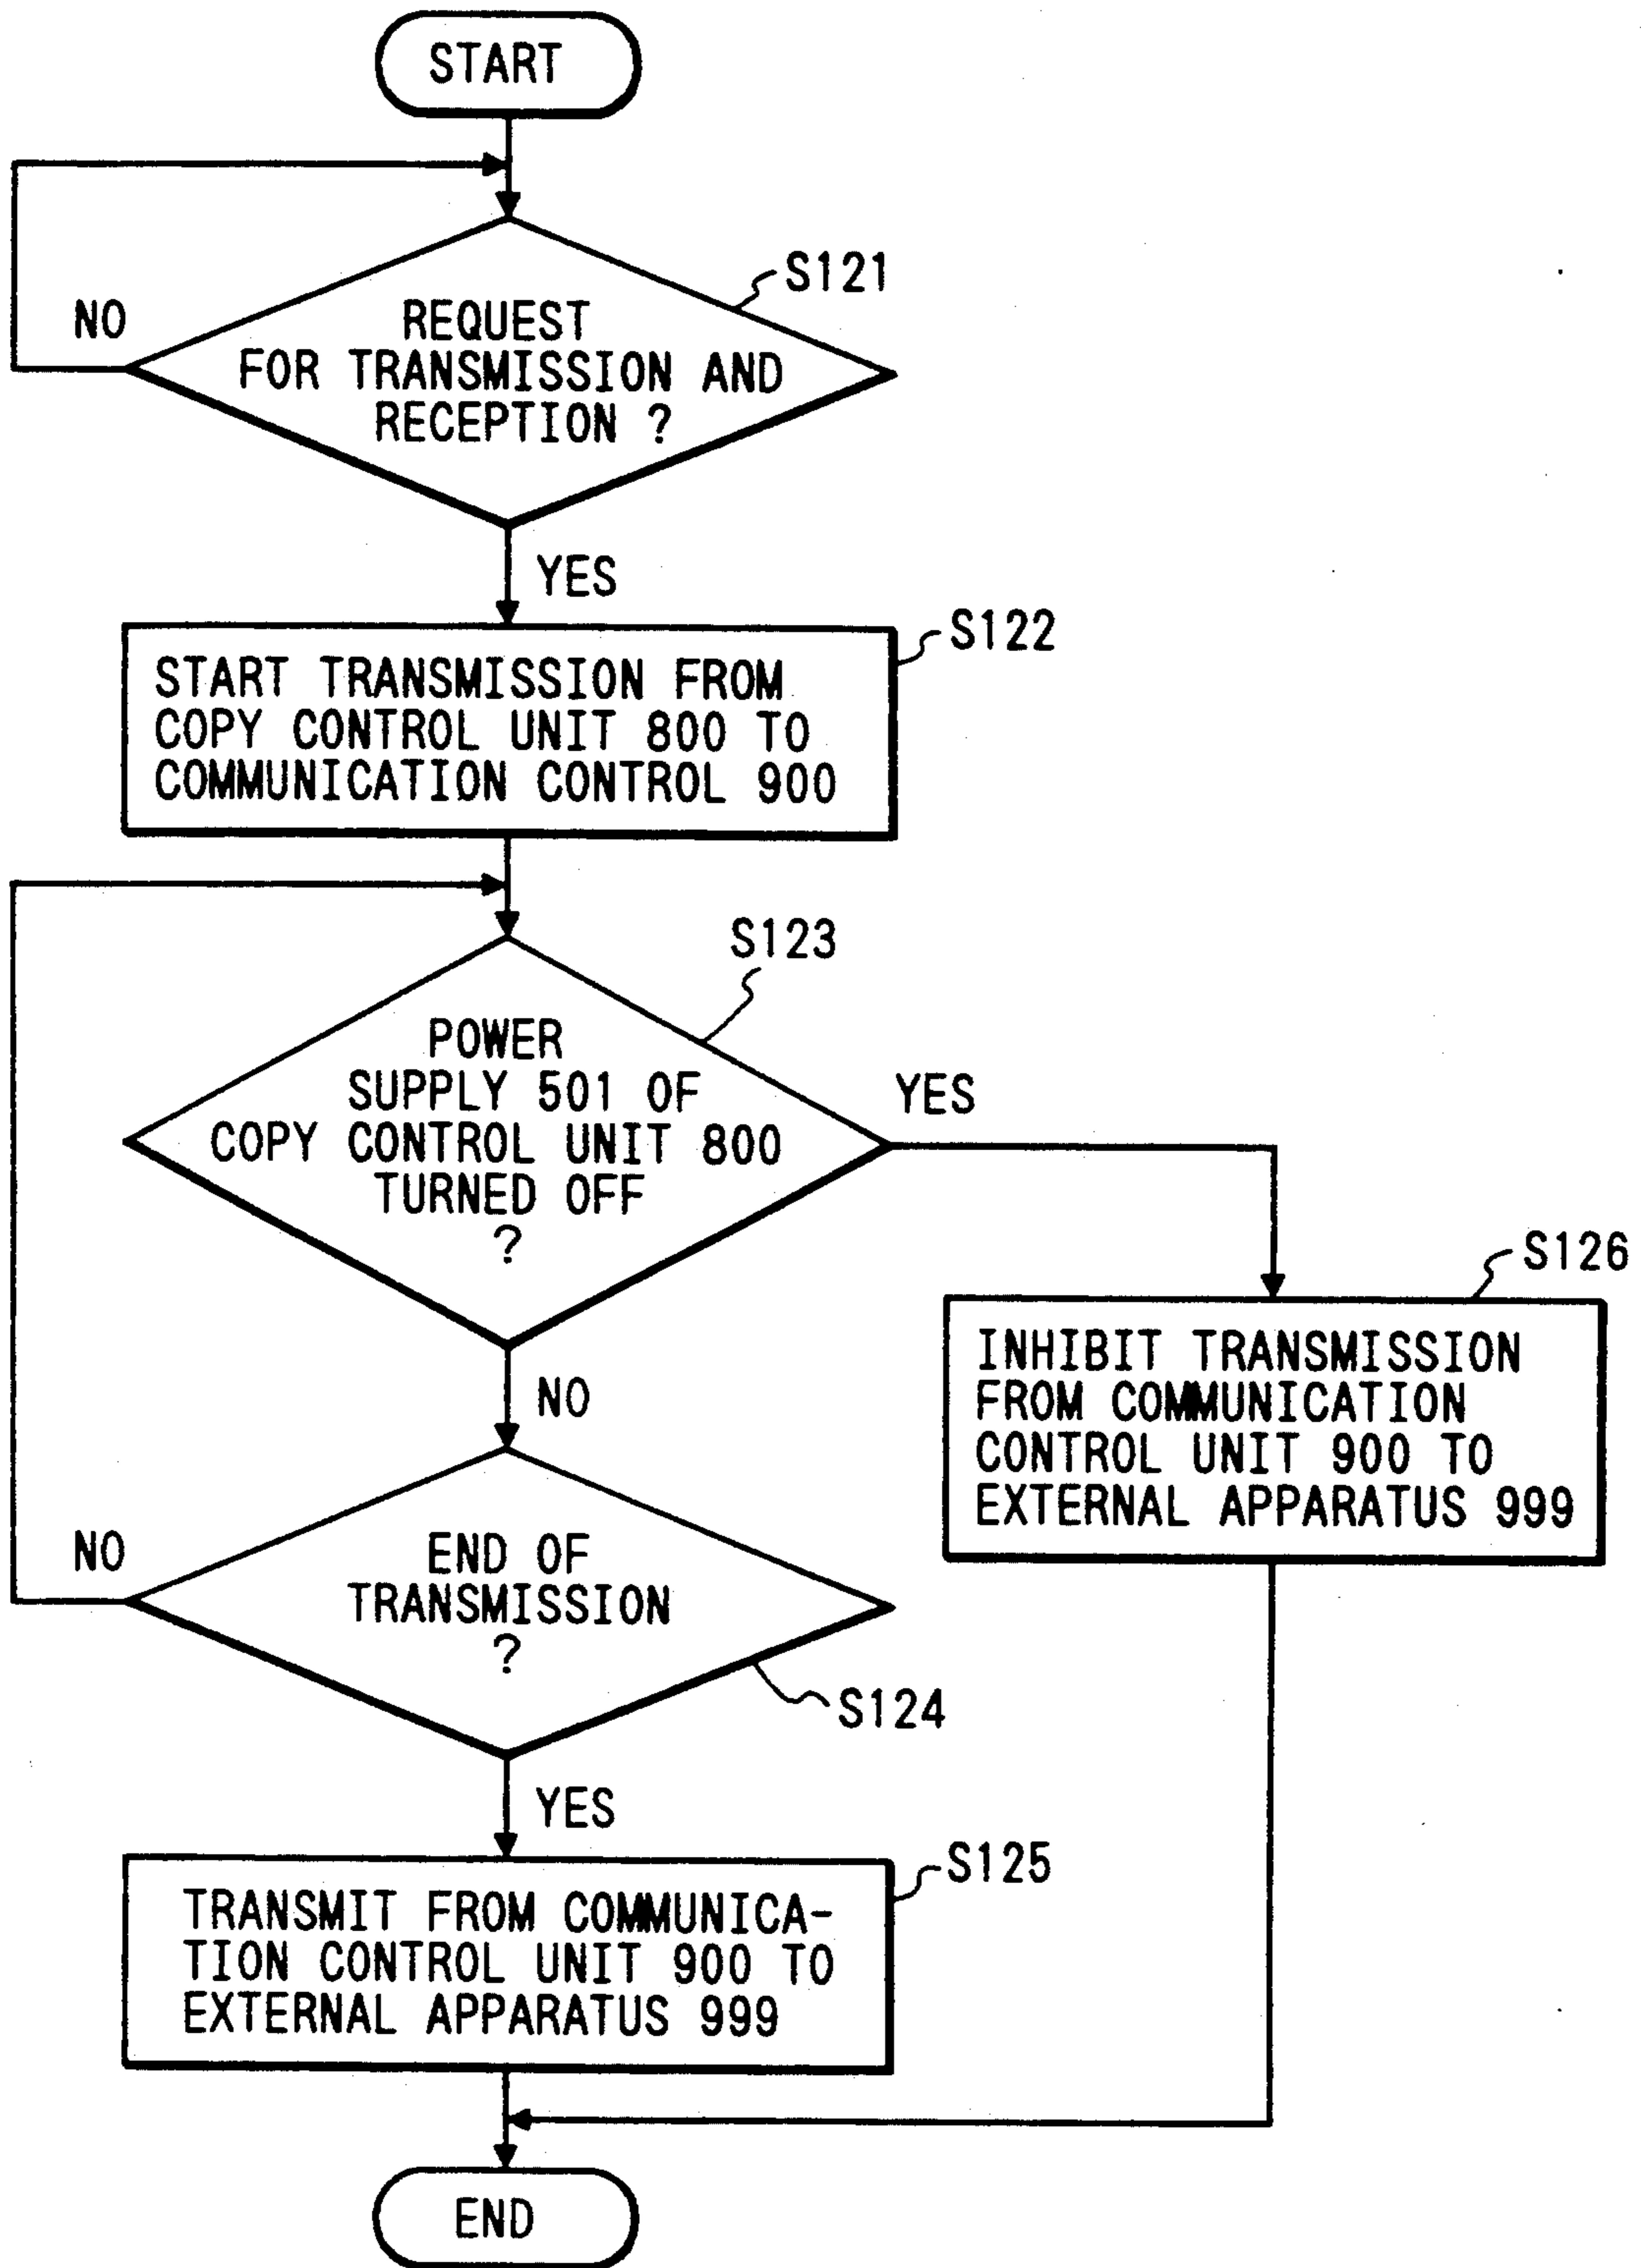 START
S121
NO
REQUEST
FOR TRANSMISSION AND
RECEPTION ?
YES
S122
START TRANSMISSION FROM
COPY CONTROL UNIT 800 TO
COMMUNICATION CONTROL 900
S123
POWER
SUPPLY 501 OF
COPY CONTROL UNIT 800
TURNED OFF
?
YES
S126
INHIBIT TRANSMISSION
FROM COMMUNICATION
CONTROL UNIT 900 TO
EXTERNAL APPARATUS 999
NO
NO
END OF
TRANSMISSION
?
S124
YES
S125
TRANSMIT FROM COMMUNICA-
TION CONTROL UNIT 900 TO
EXTERNAL APPARATUS 999
END